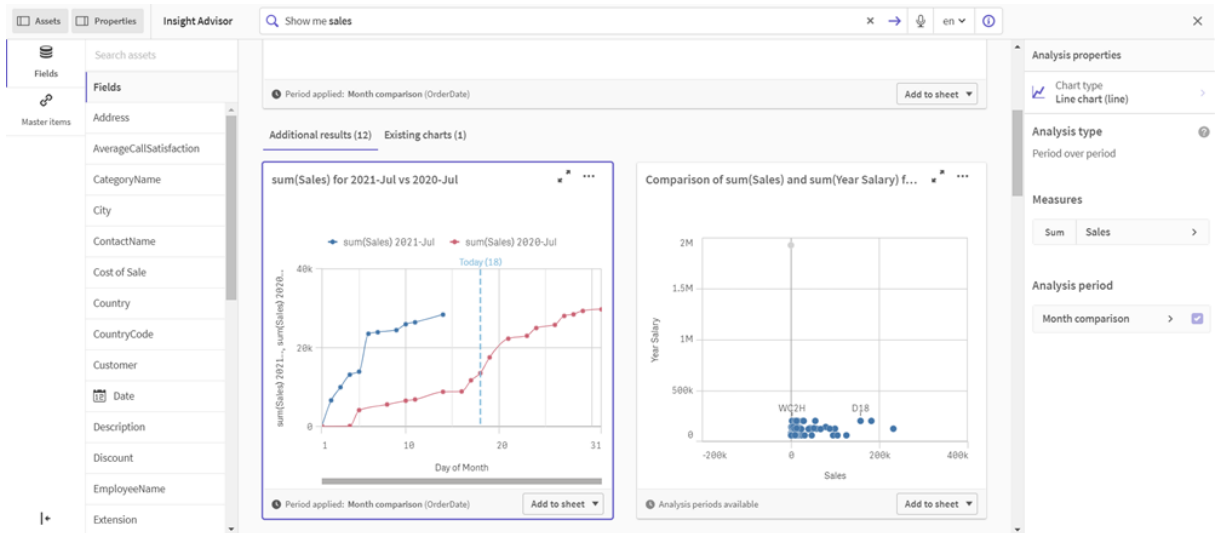 Assets
Properties
Insight Advisor
Show me sales
en
Fields
Master items
Search assets
Fields
Address
AverageCallSatisfaction
CategoryName
City
ContactName
Cost of Sale
Country
CountryCode
Customer
Date
Description
Discount
EmployeeName
Extension
Period applied: Month comparison (OrderDate)
Add to sheet
Additional results (12)
Existing charts (1)
sum(Sales) for 2021-Jul vs 2020-Jul
sum(Sales) 2021-Jul
sum(Sales) 2020-Jul
Today (18)
sum(Sales) 2021..., sum(Sales) 2020...
40k
20k
0
1 10 20 31
Day of Month
Period applied: Month comparison (OrderDate)
Add to sheet
Comparison of sum(Sales) and sum(Year Salary) f...
Year Salary
2M
1.5M
1M
500k
0
WC2H
D18
-200k 0 200k 400k
Sales
Analysis periods available
Add to sheet
Analysis properties
Chart type
Line chart (line)
Analysis type
Period over period
Measures
Sum Sales
Analysis period
Month comparison